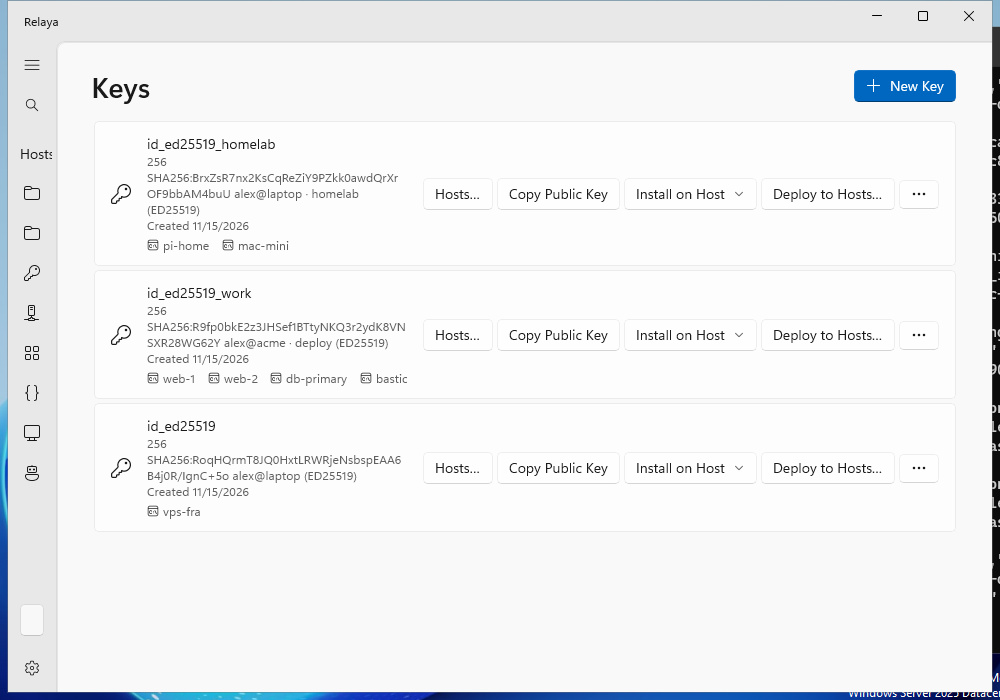 Relaya
Keys
New Key
Hosts
id_ed25519_homelab
256
SHA256:BrxZsR7nx2KsCqReZiY9PZkk0awdQrXr
OF9bbAM4buU alex@laptop · homelab
(ED25519)
Created 11/15/2026
pi-home mac-mini
Hosts... Copy Public Key Install on Host Deploy to Hosts...
id_ed25519_work
256
SHA256:R9fp0bkE2z3JHSef1BTtyNKQ3r2ydK8VN
SXR28WG62Y alex@acme · deploy (ED25519)
Created 11/15/2026
web-1 web-2 db-primary bastic
Hosts... Copy Public Key Install on Host Deploy to Hosts...
id_ed25519
256
SHA256:RoqHQrmT8JQ0HxtLRWRjeNsbspEAA6
B4j0R/IgnC+5o alex@laptop (ED25519)
Created 11/15/2026
vps-fra
Hosts... Copy Public Key Install on Host Deploy to Hosts...
Windows Server 2025 Datacen